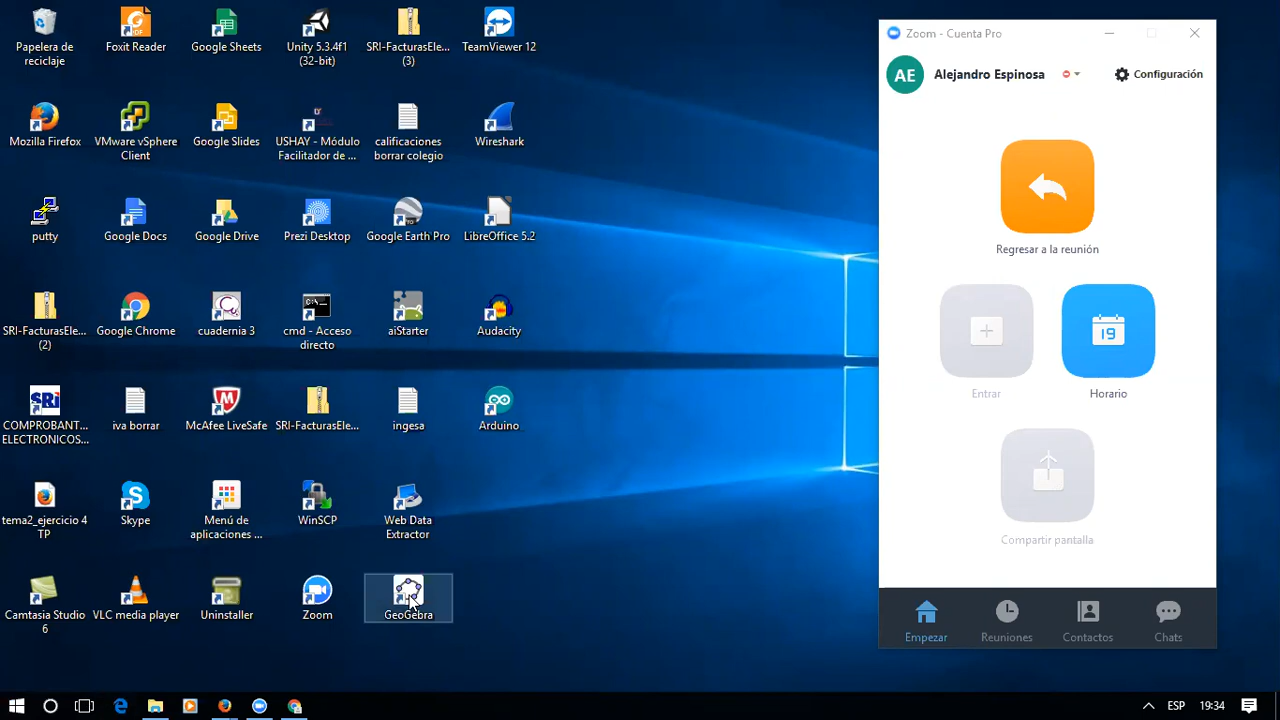 Papelera de
reciclaje
Foxit Reader
Google Sheets
Unity 5.3.4f1
(32-bit)
SRI-FacturasEle...
(3)
TeamViewer 12
Mozilla Firefox
VMware vSphere
Client
Google Slides
USHAY - Módulo
Facilitador de ...
calificaciones
borrar colegio
Wireshark
putty
Google Docs
Google Drive
Prezi Desktop
Google Earth Pro
LibreOffice 5.2
SRI-FacturasEle...
(2)
Google Chrome
cuadernia 3
cmd - Acceso
directo
aiStarter
Audacity
COMPROBANT...
ELECTRONICOS...
iva borrar
McAfee LiveSafe
SRI-FacturasEle...
ingesa
Arduino
tema2_ejercicio 4
TP
Skype
Menú de
aplicaciones ...
WinSCP
Web Data
Extractor
Camtasia Studio
6
VLC media player
Uninstaller
Zoom
GeoGebra
Zoom - Cuenta Pro
AE
Alejandro Espinosa
Configuración
Regresar a la reunión
Entrar
19
Horario
Compartir pantalla
Empezar
Reuniones
Contactos
Chats
ESP
19:34